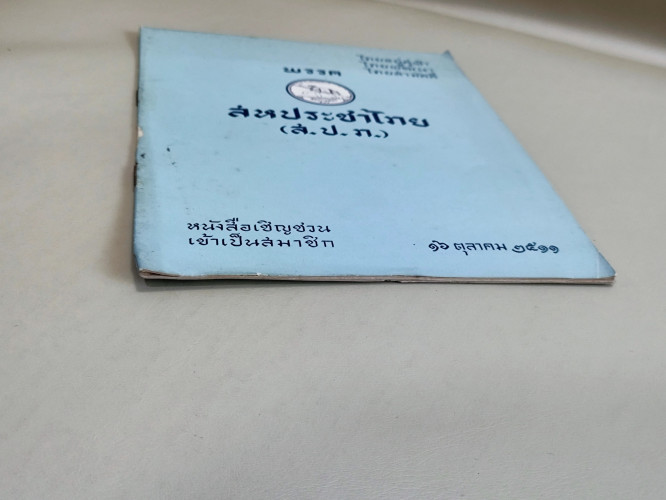 พรรค
สหประชาไทย
(ส.ป.ท.)
หนังสือเชิญชวน
เข้าเป็นสมาชิก
๑๖ ตุลาคม ๒๕๑๑